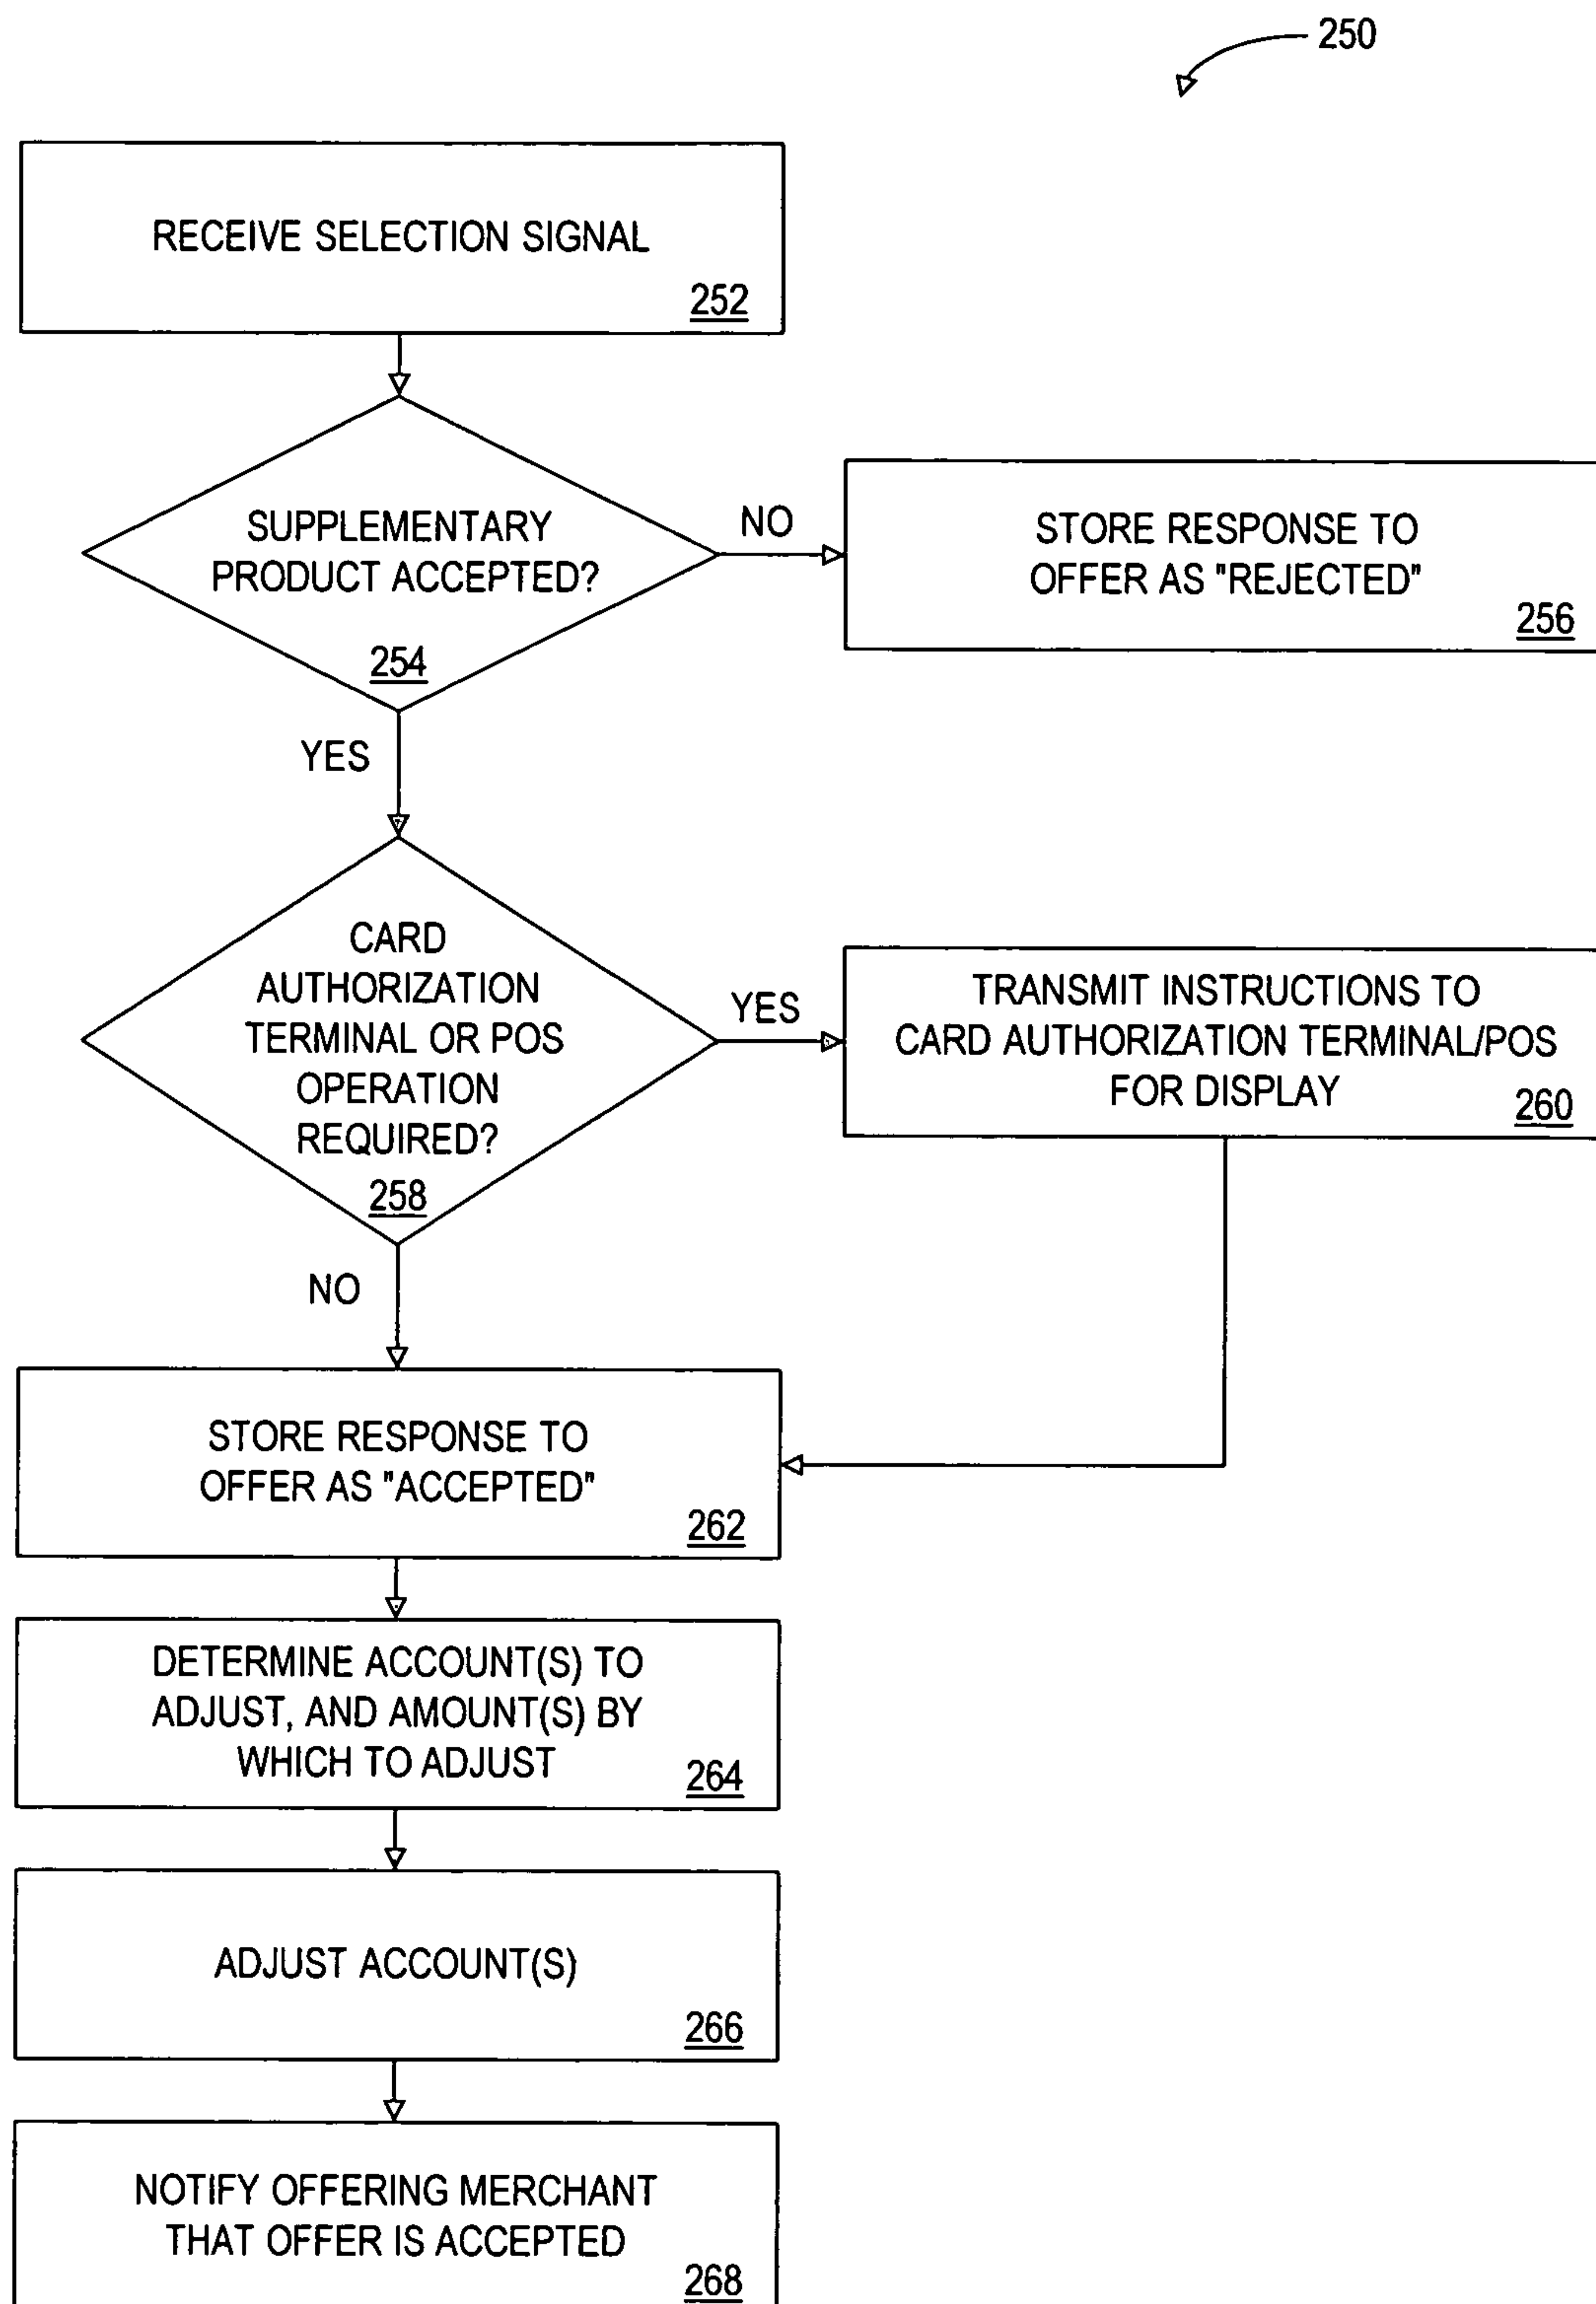 250
RECEIVE SELECTION SIGNAL
252
SUPPLEMENTARY
PRODUCT ACCEPTED?
254
NO
STORE RESPONSE TO
OFFER AS "REJECTED"
256
YES
CARD
AUTHORIZATION
TERMINAL OR POS
OPERATION
REQUIRED?
258
YES
TRANSMIT INSTRUCTIONS TO
CARD AUTHORIZATION TERMINAL/POS
FOR DISPLAY
260
NO
STORE RESPONSE TO
OFFER AS "ACCEPTED"
262
DETERMINE ACCOUNT(S) TO
ADJUST, AND AMOUNT(S) BY
WHICH TO ADJUST
264
ADJUST ACCOUNT(S)
266
NOTIFY OFFERING MERCHANT
THAT OFFER IS ACCEPTED
268